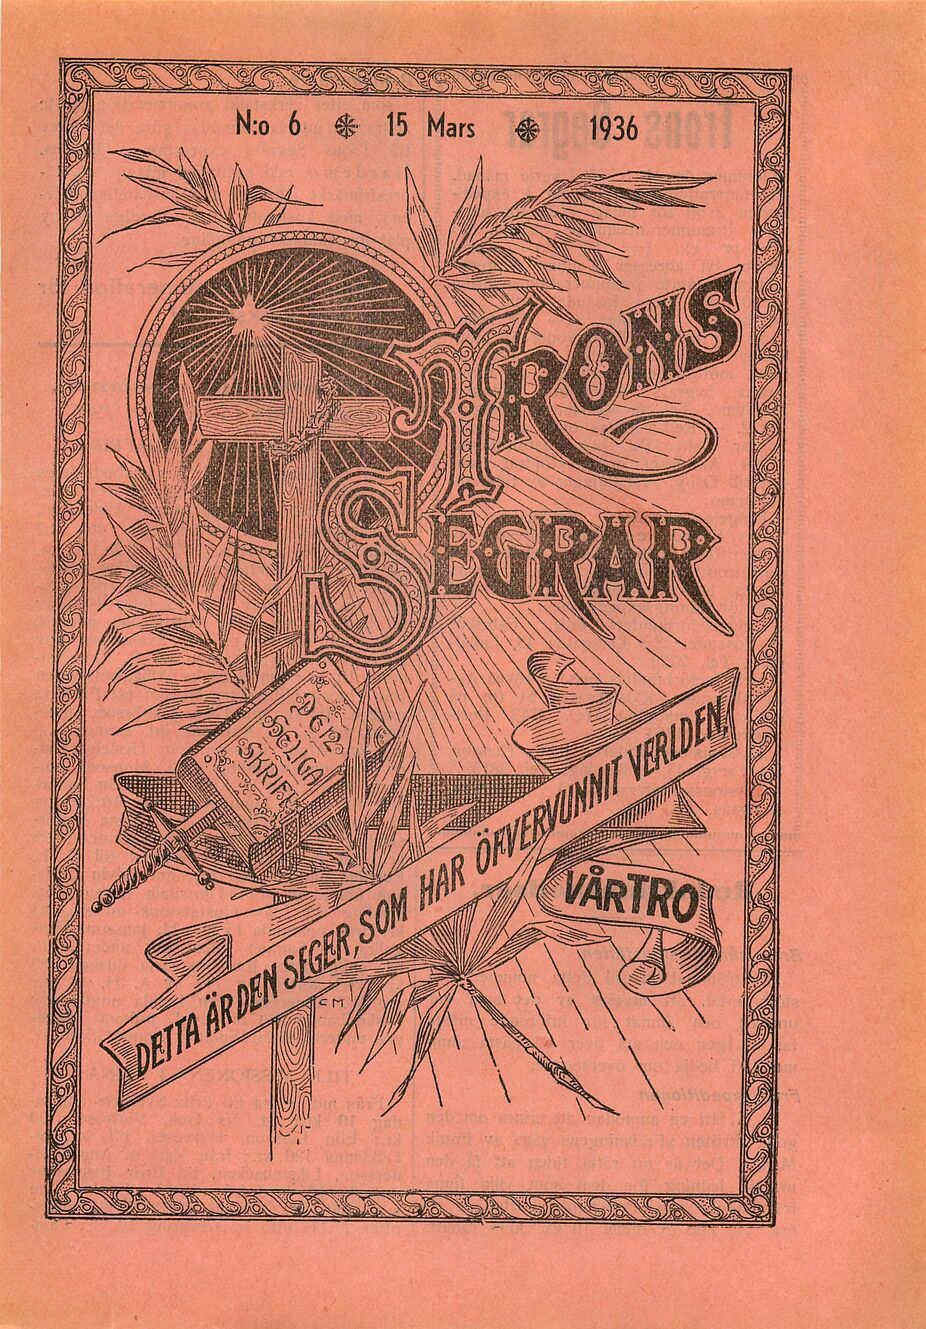 N:o 6 15 Mars 1936
TRONS
SEGRAR
DEN
HELIGA
SKRIFT
DETTA ÄR DEN SEGER, SOM HAR ÖFVERVUNNIT VERLDEN,
VÅR TRO
CM